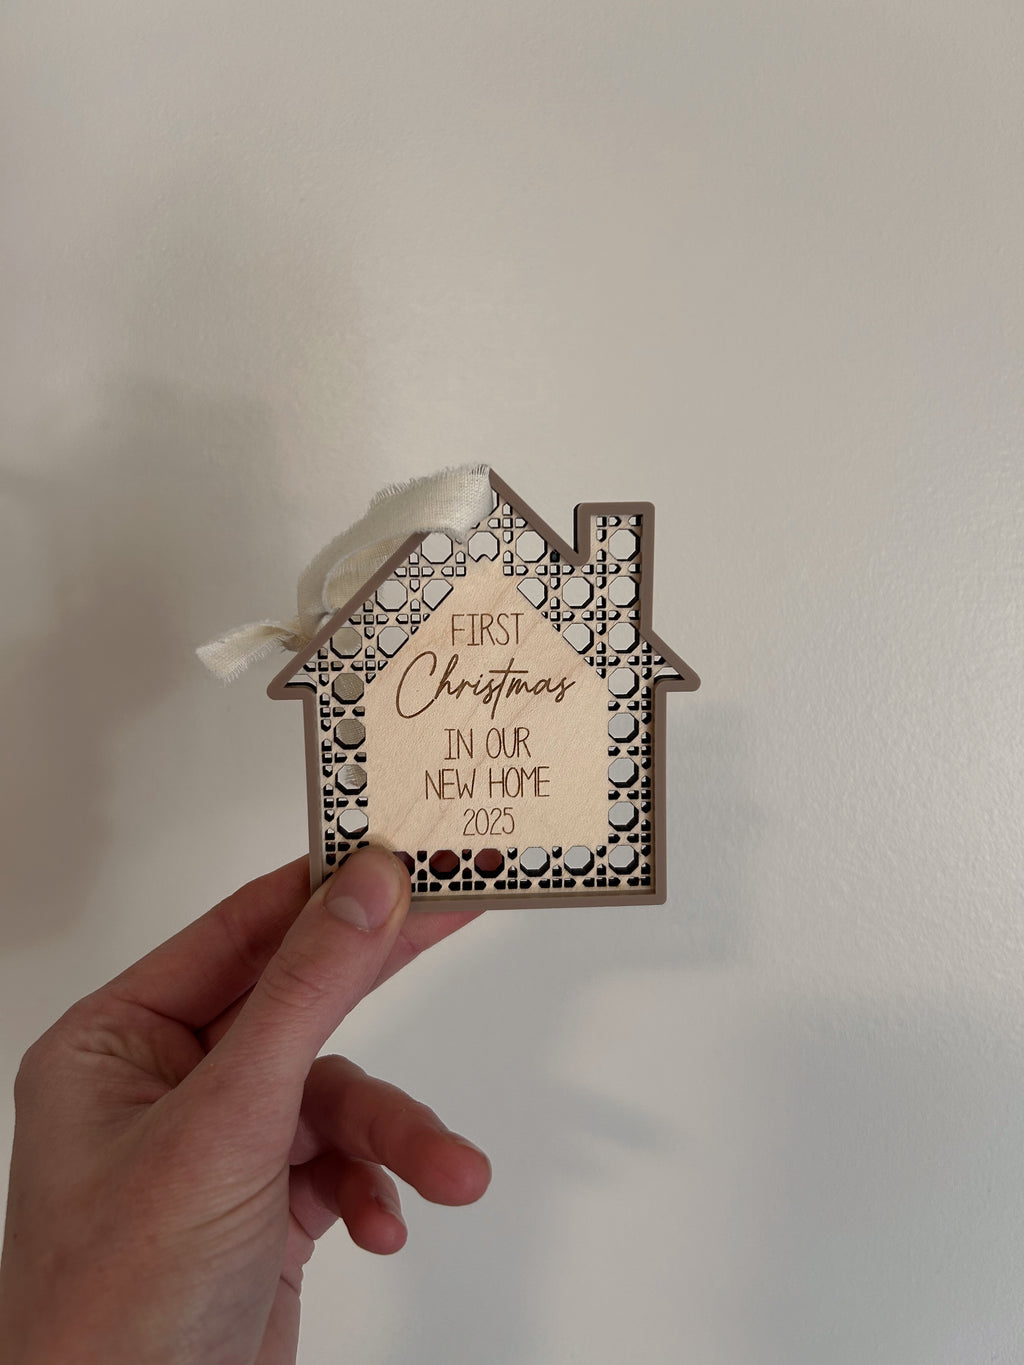 FIRST
Christmas
IN OUR
NEW HOME
2025